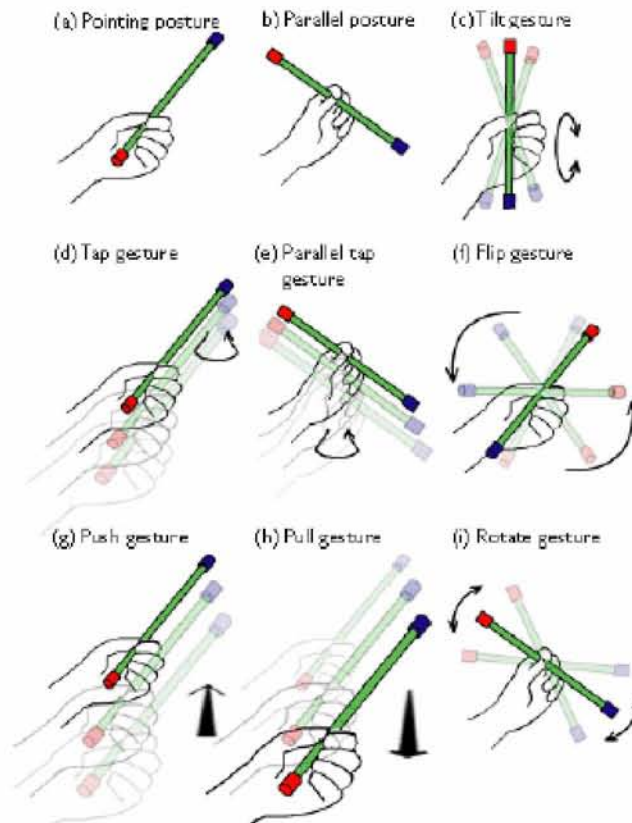 (a) Pointing posture
(b) Parallel posture
(c) Tilt gesture
(d) Tap gesture
(e) Parallel tap
gesture
(f) Flip gesture
(g) Push gesture
(h) Pull gesture
(i) Rotate gesture